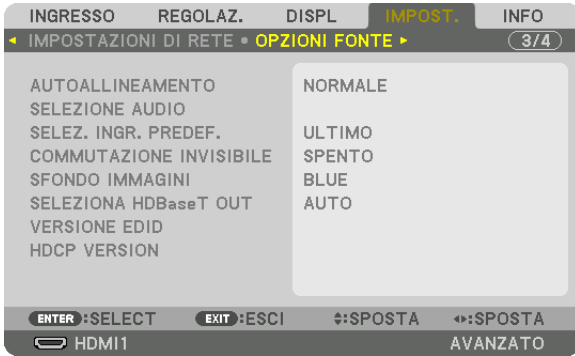 INGRESSO REGOLAZ. DISPL IMPOST. INFO
◂ IMPOSTAZIONI DI RETE • OPZIONI FONTE ▸ 3/4
AUTOALLINEAMENTO NORMALE
SELEZIONE AUDIO
SELEZ. INGR. PREDEF. ULTIMO
COMMUTAZIONE INVISIBILE SPENTO
SFONDO IMMAGINI BLUE
SELEZIONA HDBaseT OUT AUTO
VERSIONE EDID
HDCP VERSION
ENTER :SELECT EXIT :ESCI ♦:SPOSTA ◂▸:SPOSTA
HDMI1 AVANZATO